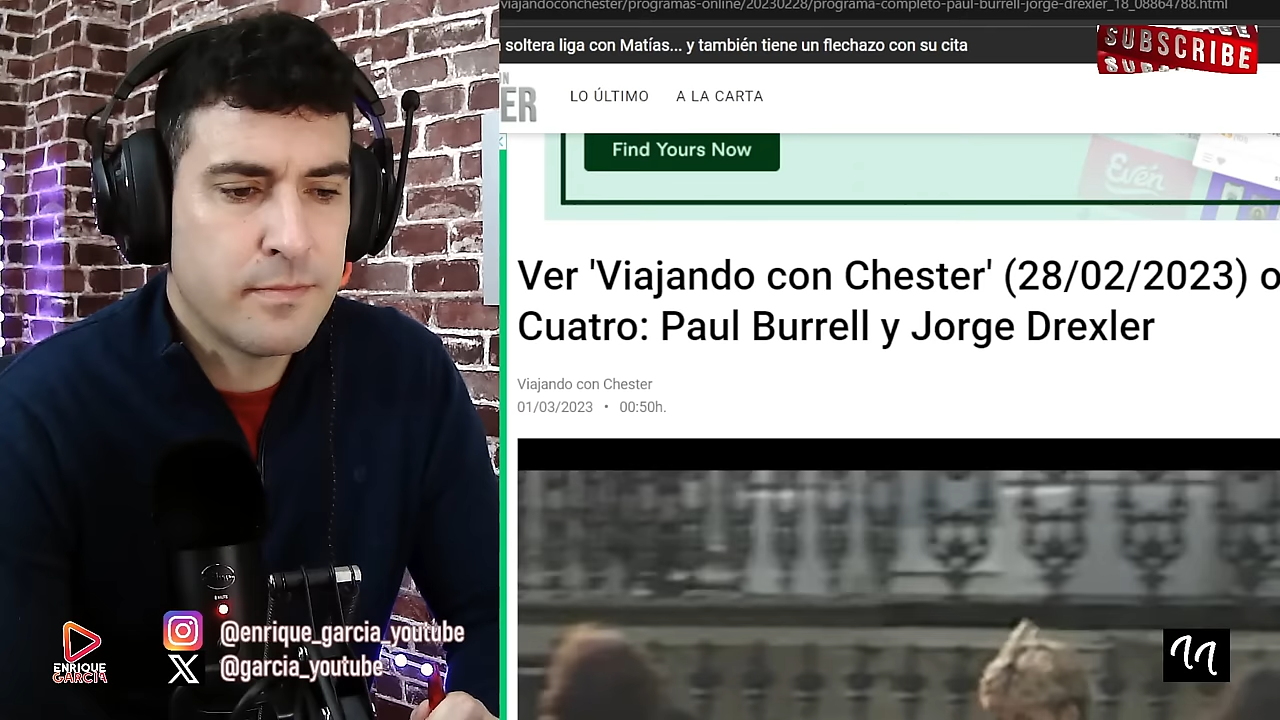 viajandoconchester/programas-online/20230228/programa-completo-paul-burrell-jorge-drexler_18_08864788.html
soltera liga con Matías... y también tiene un flechazo con su cita
SUBSCRIBE
ER
LO ÚLTIMO
A LA CARTA
Find Yours Now
Evén
Ver 'Viajando con Chester' (28/02/2023) o
Cuatro: Paul Burrell y Jorge Drexler
Viajando con Chester
01/03/2023 • 00:50h.
@enrique_garcia_youtube
@garcia_youtube
ENRIQUE
GARCIA